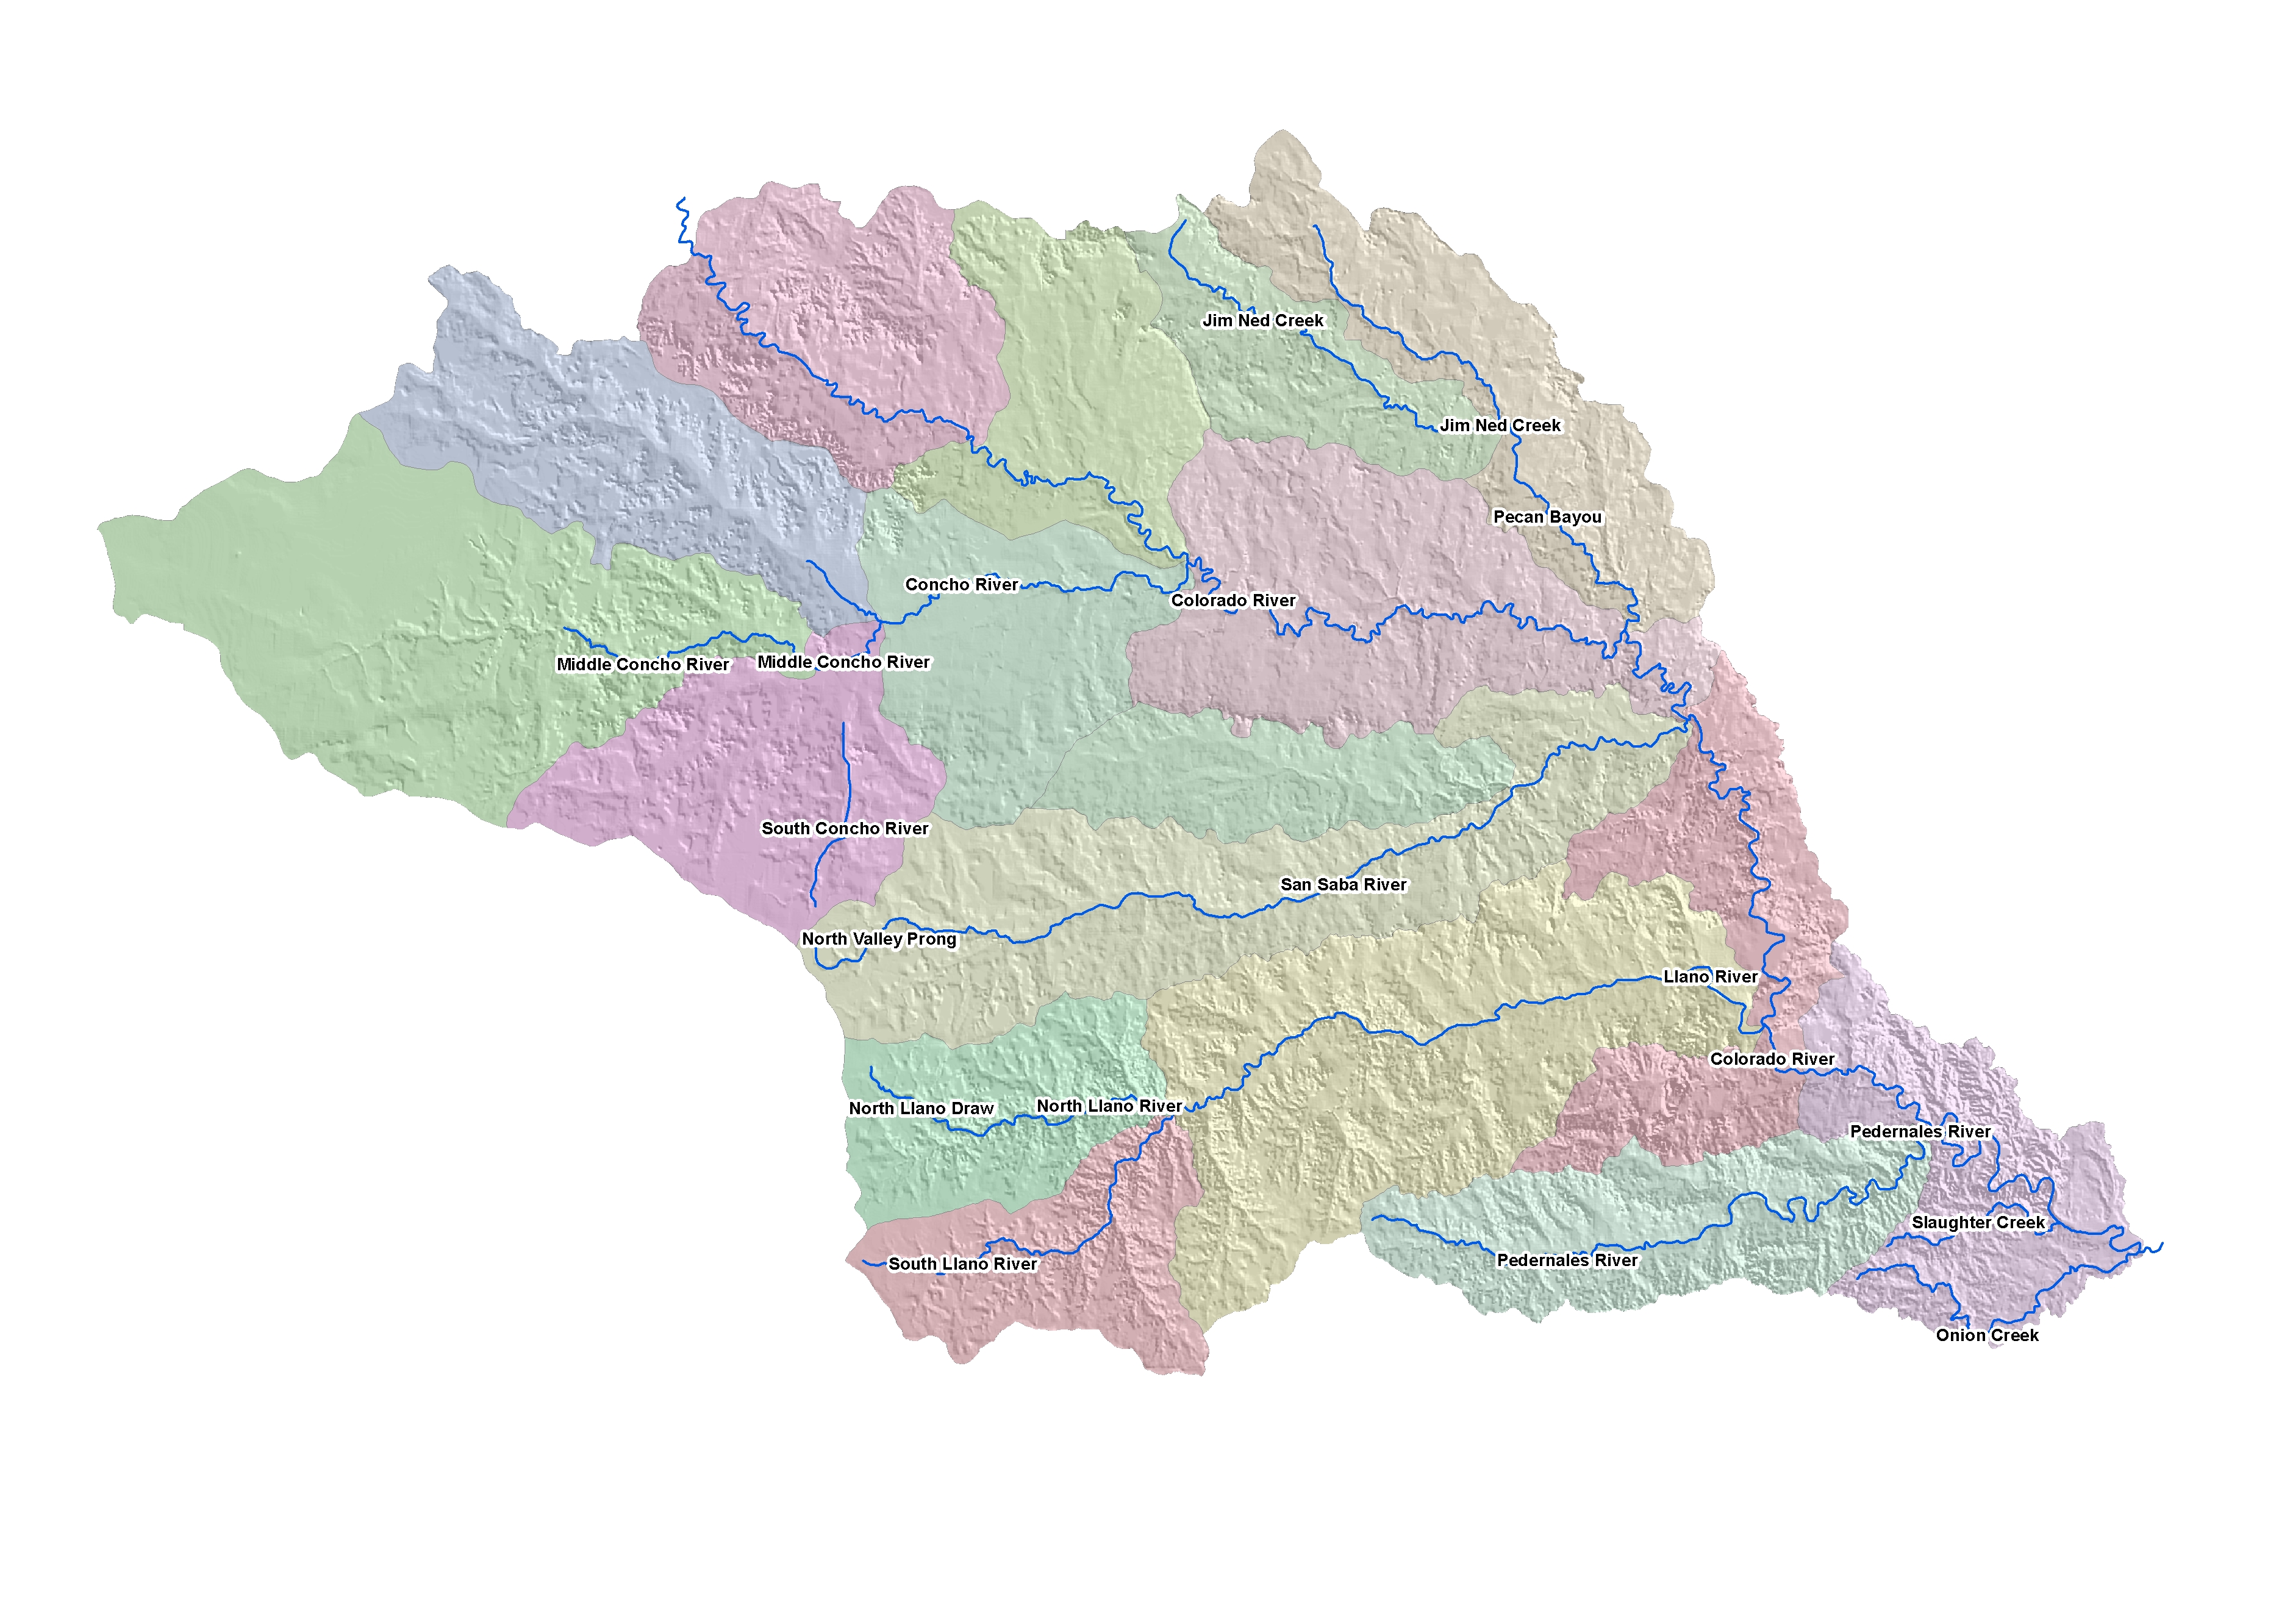 Jim Ned Creek
Jim Ned Creek
Pecan Bayou
Concho River
Colorado River
Middle Concho River
Middle Concho River
South Concho River
San Saba River
North Valley Prong
Llano River
Colorado River
North Llano Draw
North Llano River
Pedernales River
Slaughter Creek
Pedernales River
South Llano River
Onion Creek